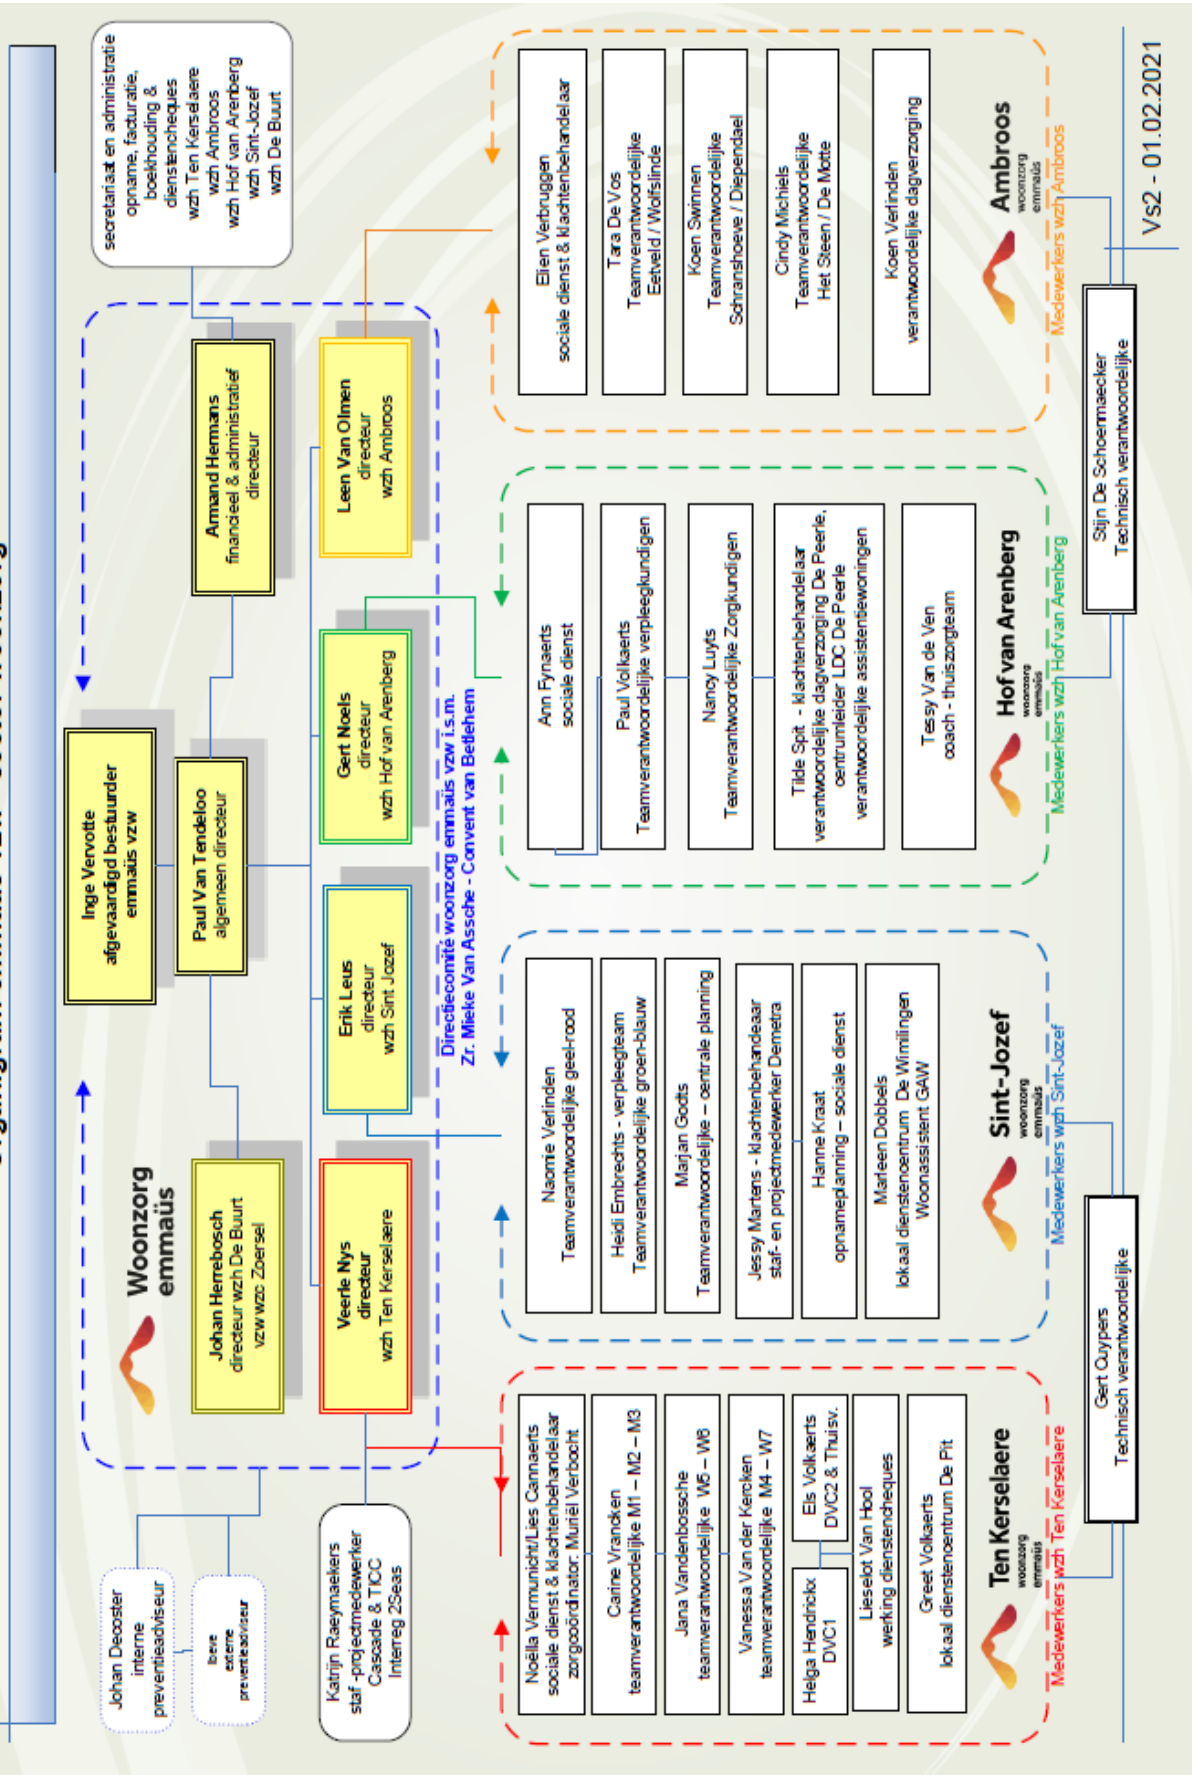 Woonzorg
emmaüs
Inge Vervotte
afgevaardigd bestuurder
emmaüs vzw
Paul Van Tendeloo
algemeen directeur
Johan Herrebosch
directeur wzh De Buurt
vzw wzc Zoersel
Armand Hermans
financieel & administratief
directeur
secretariaat en administratie
opname, facturatie,
boekhouding &
dienstencheques
wzh Ten Kerselaere
wzh Ambroos
wzh Hof van Arenberg
wzh Sint-Jozef
wzh De Buurt
Johan Decoster
interne
preventieadviseur
externe
preventieadviseur
Katrijn Raeymaekers
staf -projectmedewerker
Cascade & TICC
Interreg 2Seas
Veerle Nys
directeur
wzh Ten Kerselaere
Erik Leus
directeur
wzh Sint Jozef
Gert Noels
directeur
wzh Hof van Arenberg
Leen Van Olmen
directeur
wzh Ambroos
Directiecomité woonzorg emmaüs vzw i.s.m.
Zr. Mieke Van Assche - Convent van Betlehem
Noëlla Vermunicht/Lies Cannaerts
sociale dienst & klachtenbehandelaar
zorgcoördinator: Muriël Verbocht
Carine Vrancken
teamverantwoordelijke M1 – M2 – M3
Jana Vandenbossche
teamverantwoordelijke W5 – W6
Vanessa Van der Kercken
teamverantwoordelijke M4 – W7
Helga Hendrickx
DVC1
Els Volkaerts
DVC2 & Thuisv.
Lieselot Van Hool
werking dienstencheques
Greet Volkaerts
lokaal dienstencentrum De Pit
Ten Kerselaere
woonzorg
emmaüs
Medewerkers wzh Ten Kerselaere
Naomie Verlinden
Teamverantwoordelijke geel-rood
Heidi Embrechts - verpleegteam
Teamverantwoordelijke groen-blauw
Marjan Godts
Teamverantwoordelijke – centrale planning
Jessy Martens - klachtenbehandeaar
staf- en projectmedewerker Demetra
Hanne Kraat
opnameplanning – sociale dienst
Marleen Dobbels
lokaal dienstencentrum De Wimilingen
Woonassistent GAW
Sint-Jozef
woonzorg
emmaüs
Medewerkers wzh Sint-Jozef
Ann Fynaerts
sociale dienst
Paul Volkaerts
Teamverantwoordelijke verpleegkundigen
Nancy Luyts
Teamverantwoordelijke Zorgkundigen
Tilde Spit - klachtenbehandelaar
verantwoordelijke dagverzorging De Peerle,
centrumleider LDC De Peerle
verantwoordelijke assistentiewoningen
Tessy Van de Ven
coach - thuiszorgteam
Hof van Arenberg
woonzorg
emmaüs
Medewerkers wzh Hof van Arenberg
Elien Verbruggen
sociale dienst & klachtenbehandelaar
Tara De Vos
Teamverantwoordelijke
Eetveld / Wolfslinde
Koen Swinnen
Teamverantwoordelijke
Schranshoeve / Diependael
Cindy Michiels
Teamverantwoordelijke
Het Steen / De Motte
Koen Verlinden
verantwoordelijke dagverzorging
Ambroos
woonzorg
emmaüs
Medewerkers wzh Ambroos
Gert Cuypers
Technisch verantwoordelijke
Stijn De Schoenmaecker
Technisch verantwoordelijke
Vs2 - 01.02.2021